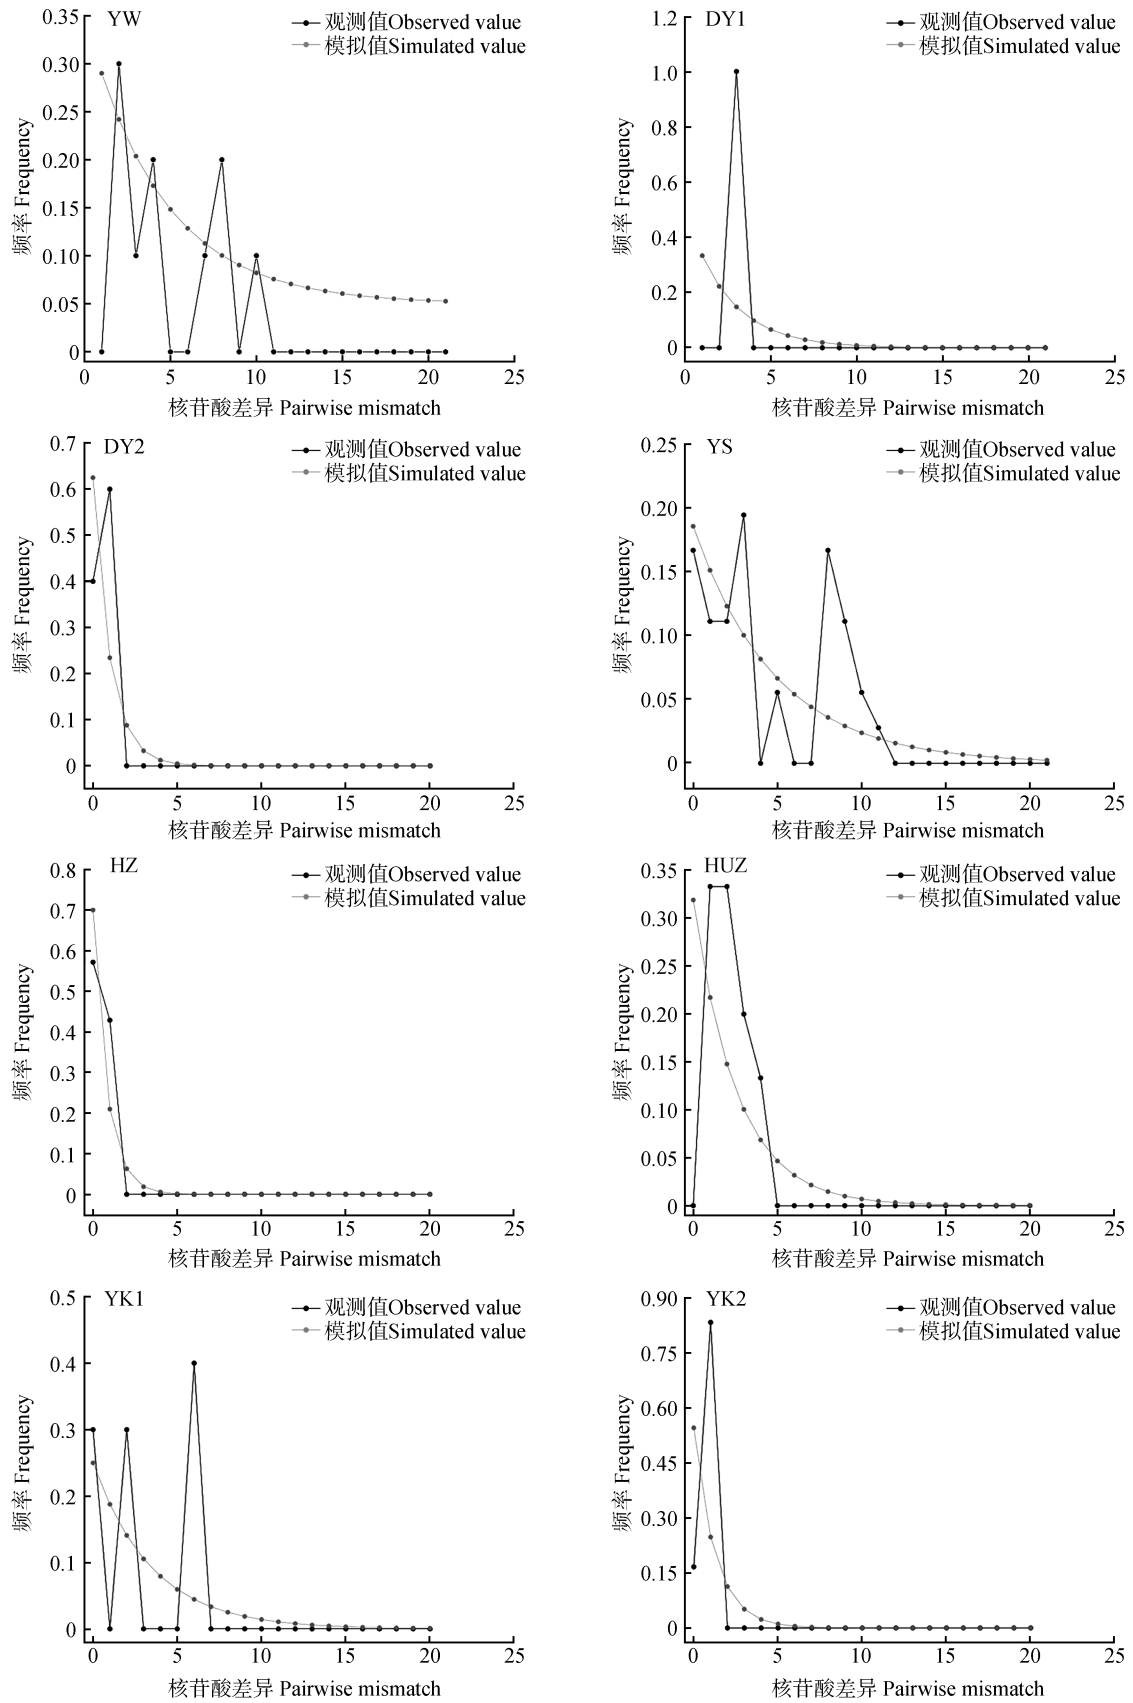 YW
观测值Observed value
模拟值Simulated value
0.35
0.30
0.25
0.20
0.15
0.10
0.05
0
频率 Frequency
0 5 10 15 20 25
核苷酸差异 Pairwise mismatch
DY1
观测值Observed value
模拟值Simulated value
1.2
1.0
0.8
0.6
0.4
0.2
0
频率 Frequency
0 5 10 15 20 25
核苷酸差异 Pairwise mismatch
DY2
观测值Observed value
模拟值Simulated value
0.7
0.6
0.5
0.4
0.3
0.2
0.1
0
频率 Frequency
0 5 10 15 20 25
核苷酸差异 Pairwise mismatch
YS
观测值Observed value
模拟值Simulated value
0.25
0.20
0.15
0.10
0.05
0
频率 Frequency
0 5 10 15 20 25
核苷酸差异 Pairwise mismatch
HZ
观测值Observed value
模拟值Simulated value
0.8
0.7
0.6
0.5
0.4
0.3
0.2
0.1
0
频率 Frequency
0 5 10 15 20 25
核苷酸差异 Pairwise mismatch
HUZ
观测值Observed value
模拟值Simulated value
0.35
0.30
0.25
0.20
0.15
0.10
0.05
0
频率 Frequency
0 5 10 15 20 25
核苷酸差异 Pairwise mismatch
YK1
观测值Observed value
模拟值Simulated value
0.5
0.4
0.3
0.2
0.1
0
频率 Frequency
0 5 10 15 20 25
核苷酸差异 Pairwise mismatch
YK2
观测值Observed value
模拟值Simulated value
0.90
0.75
0.60
0.45
0.30
0.15
0
频率 Frequency
0 5 10 15 20 25
核苷酸差异 Pairwise mismatch